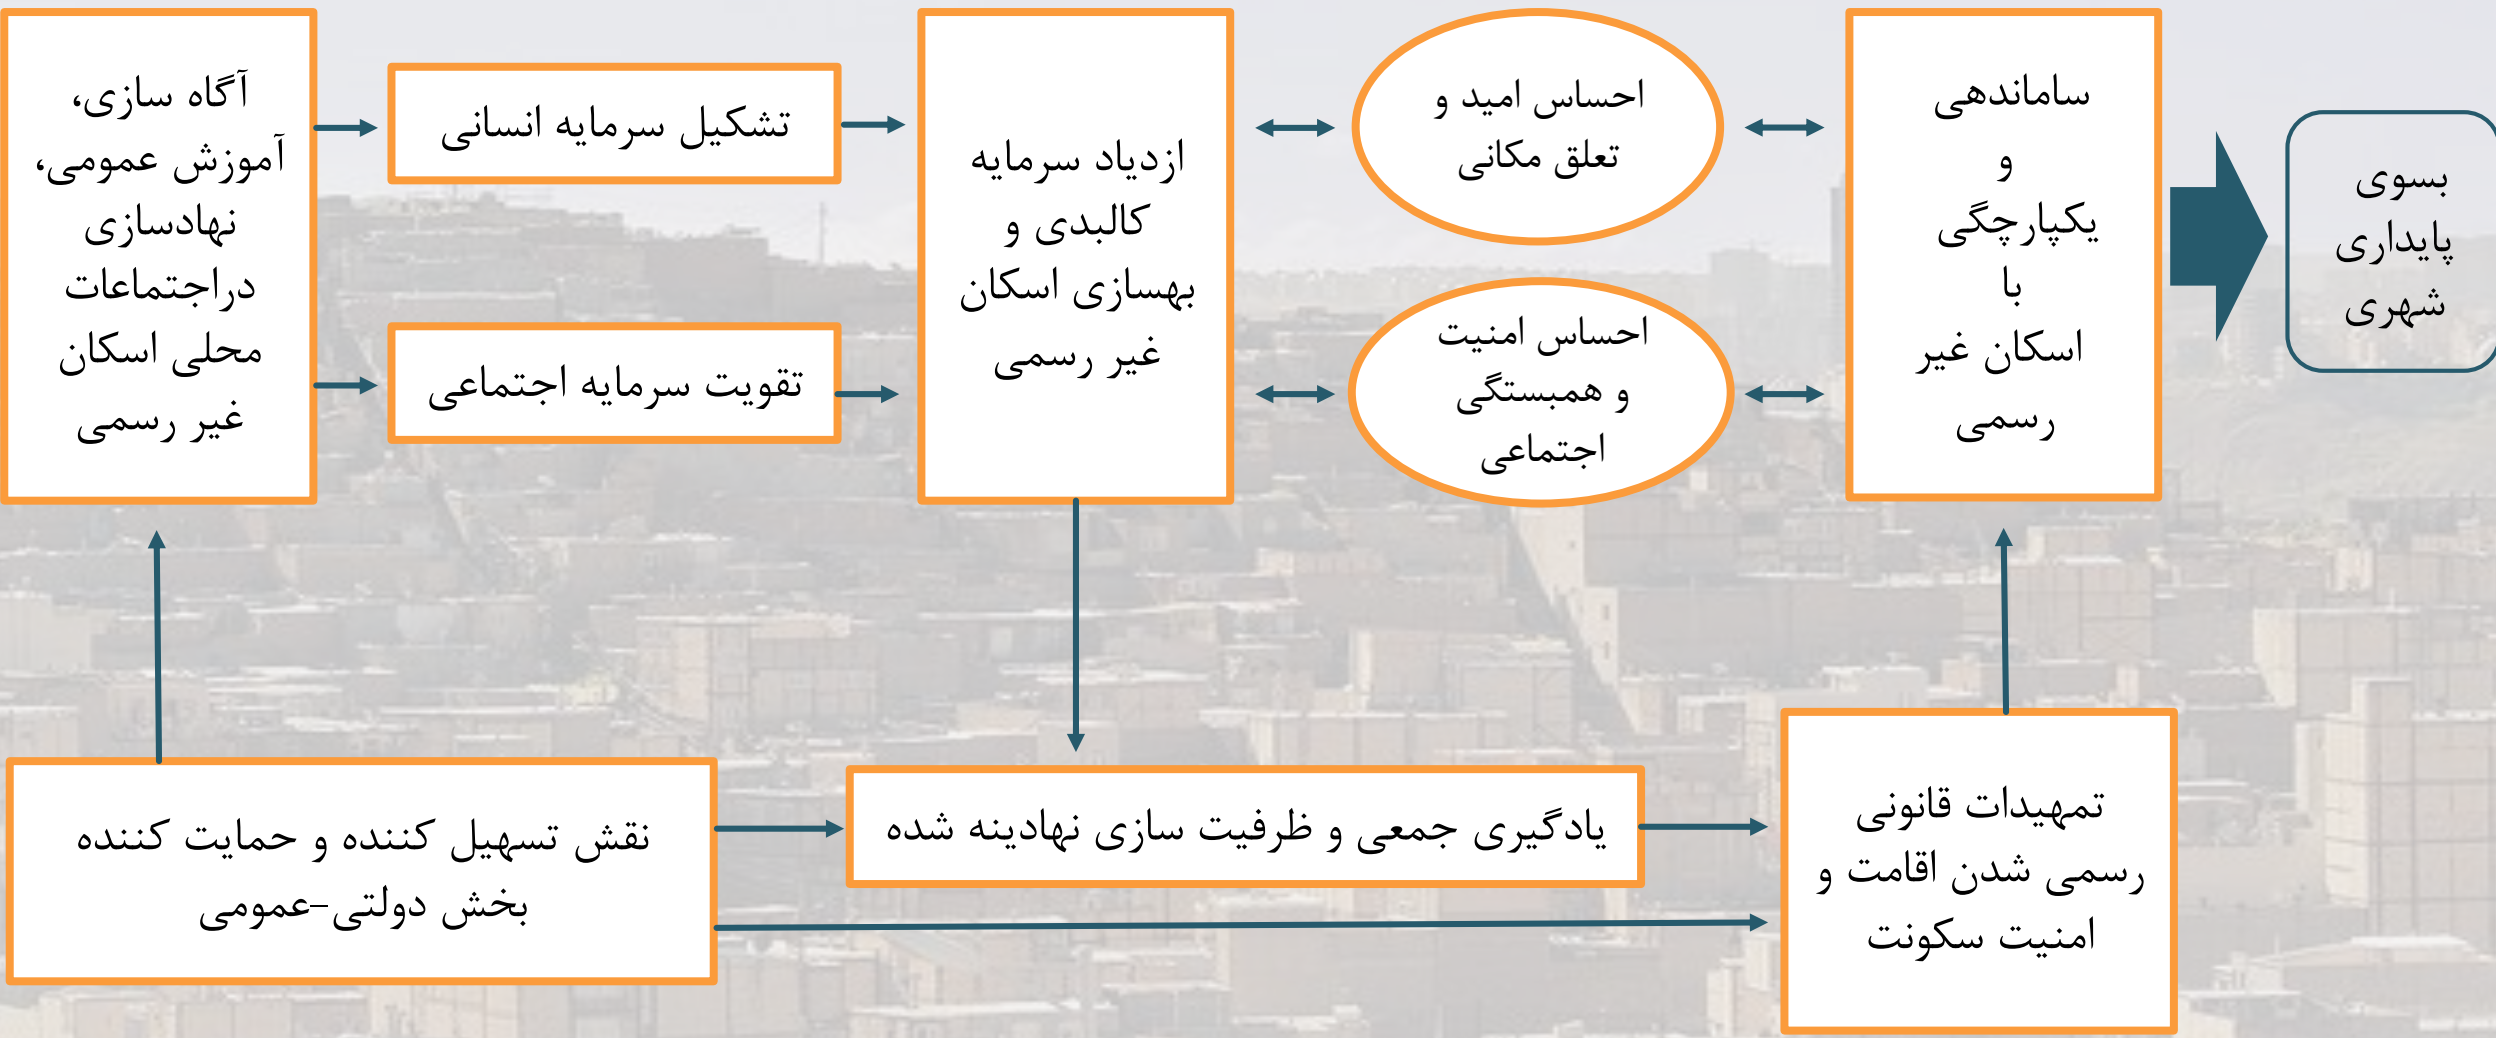 آگاه سازی،
آموزش عمومی،
نهادسازی
دراجتماعات
محلی اسکان
غیر رسمی
تشکیل سرمایه انسانی
تقویت سرمایه اجتماعی
ازدیاد سرمایه
کالبدی و
بهسازی اسکان
غیر رسمی
احساس امید و
تعلق مکانی
احساس امنیت
و همبستگی
اجتماعی
ساماندهی
و
یکپارچگی
با
اسکان غیر
رسمی
بسوی
پایداری
شهری
نقش تسهیل کننده و حمایت کننده
بخش دولتی-عمومی
یادگیری جمعی و ظرفیت سازی نهادینه شده
تمهیدات قانونی
رسمی شدن اقامت و
امنیت سکونت